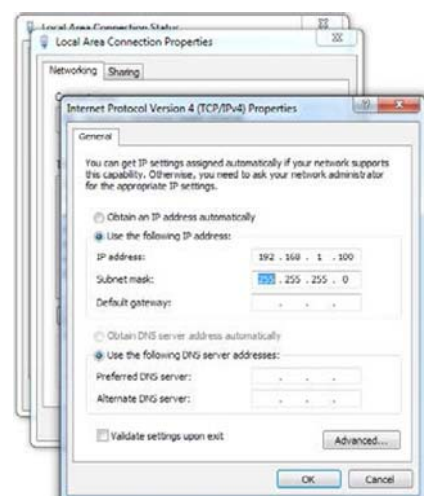 Local Area Connection Status
Local Area Connection Properties
Networking Sharing
Internet Protocol Version 4 (TCP/IPv4) Properties
General
You can get IP settings assigned automatically if your network supports
this capability. Otherwise, you need to ask your network administrator
for the appropriate IP settings.
Obtain an IP address automatically
Use the following IP address:
IP address: 192 . 168 . 1 . 100
Subnet mask: 255 . 255 . 255 . 0
Default gateway: . . .
Obtain DNS server address automatically
Use the following DNS server addresses:
Preferred DNS server: . . .
Alternate DNS server: . . .
Validate settings upon exit
Advanced...
OK Cancel